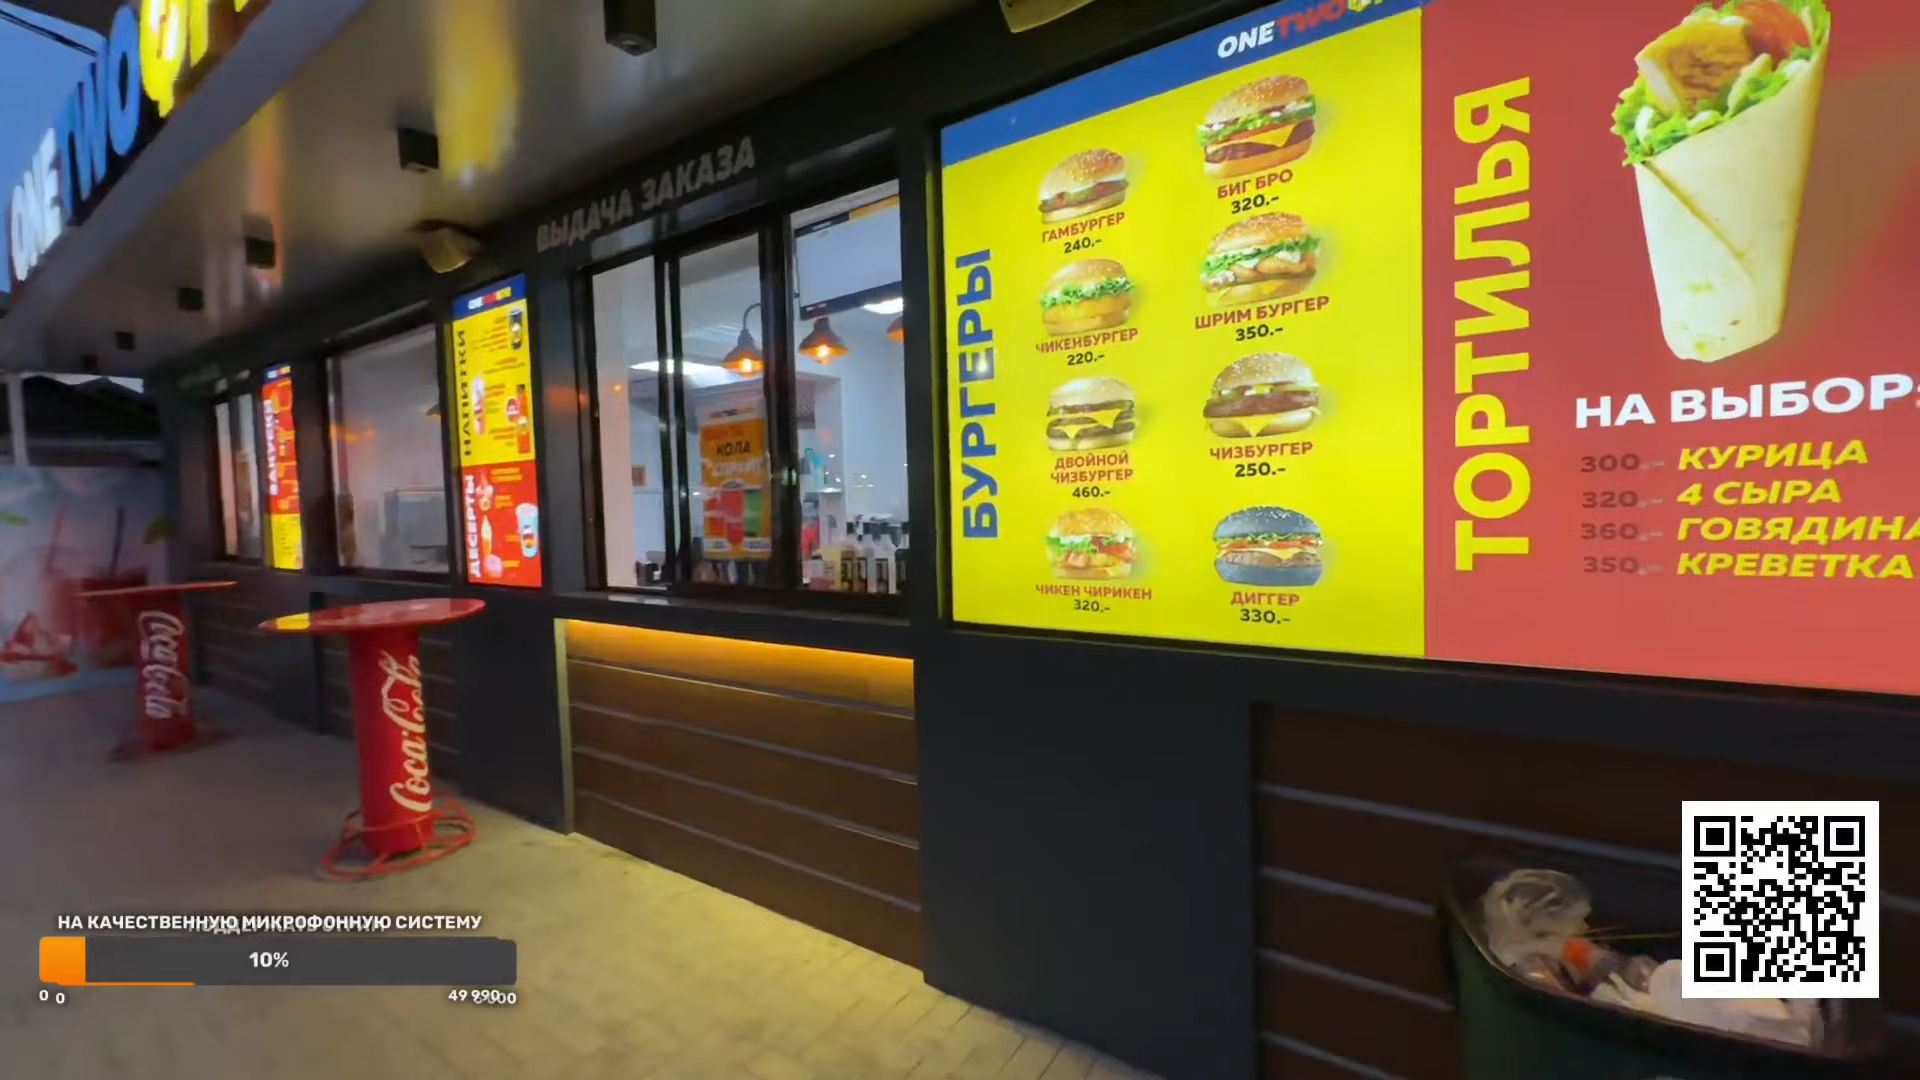 ONE TWO
ВЫДАЧА ЗАКАЗА
ONETWO
БУРГЕРЫ
ГАМБУРГЕР
240.-
БИГ БРО
320.-
ЧИКЕНБУРГЕР
220.-
ШРИМ БУРГЕР
350.-
ДВОЙНОЙ
ЧИЗБУРГЕР
460.-
ЧИЗБУРГЕР
250.-
ЧИКЕН ЧИРИКЕН
320.-
ДИГГЕР
330.-
ТОРТИЛЬЯ
НА ВЫБОР:
300.- КУРИЦА
320.- 4 СЫРА
360.- ГОВЯДИНА
350.- КРЕВЕТКА
НАПИТКИ
ДЕСЕРТЫ
КОЛА
Coca-Cola
Coca-Cola
НА КАЧЕСТВЕННУЮ МИКРОФОННУЮ СИСТЕМУ
10%
0
0
49 990